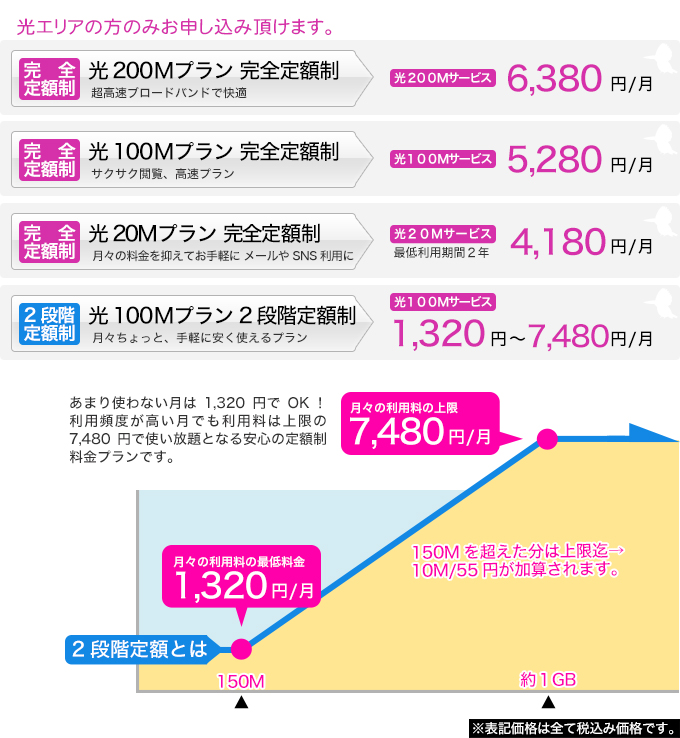 光エリアの方のみお申し込み頂けます。
完 全
定額制
光200Mプラン 完全定額制
超高速ブロードバンドで快適
光200Mサービス
6,380 円/月
完 全
定額制
光100Mプラン 完全定額制
サクサク閲覧、高速プラン
光100Mサービス
5,280 円/月
完 全
定額制
光20Mプラン 完全定額制
月々の料金を抑えてお手軽に メールや SNS 利用に
光20Mサービス
最低利用期間2年
4,180 円/月
2段階
定額制
光100Mプラン2段階定額制
月々ちょっと、手軽に安く使えるプラン
光100Mサービス
1,320 円～7,480円/月
あまり使わない月は 1,320 円で OK！
利用頻度が高い月でも利用料は上限の
7,480 円で使い放題となる安心の定額制
料金プランです。
月々の利用料の上限
7,480 円/月
150Mを超えた分は上限迄→
10M/55円が加算されます。
月々の利用料の最低料金
1,320 円/月
2段階定額とは
150M
約1GB
▲
▲
※表記価格は全て税込み価格です。